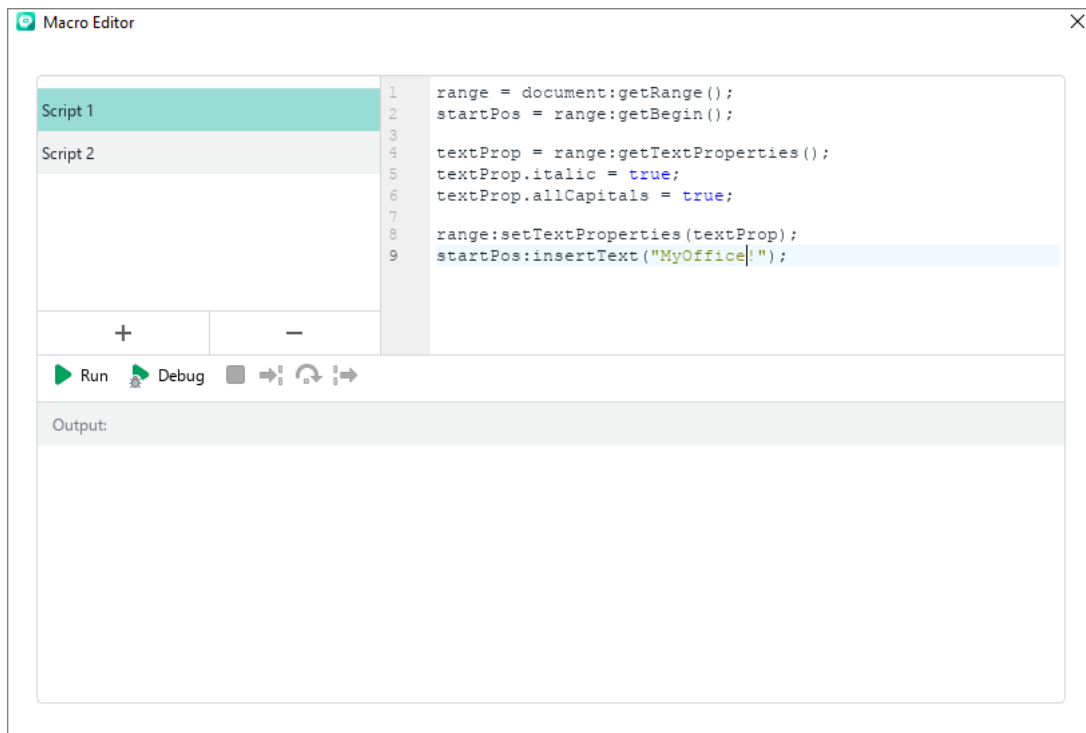 Macro Editor
Script 1
Script 2
1 range = document:getRange();
2 startPos = range:getBegin();
3
4 textProp = range:getTextProperties();
5 textProp.italic = true;
6 textProp.allCapitals = true;
7
8 range:setTextProperties(textProp);
9 startPos:insertText("MyOffice!");
+ −
Run Debug
Output: